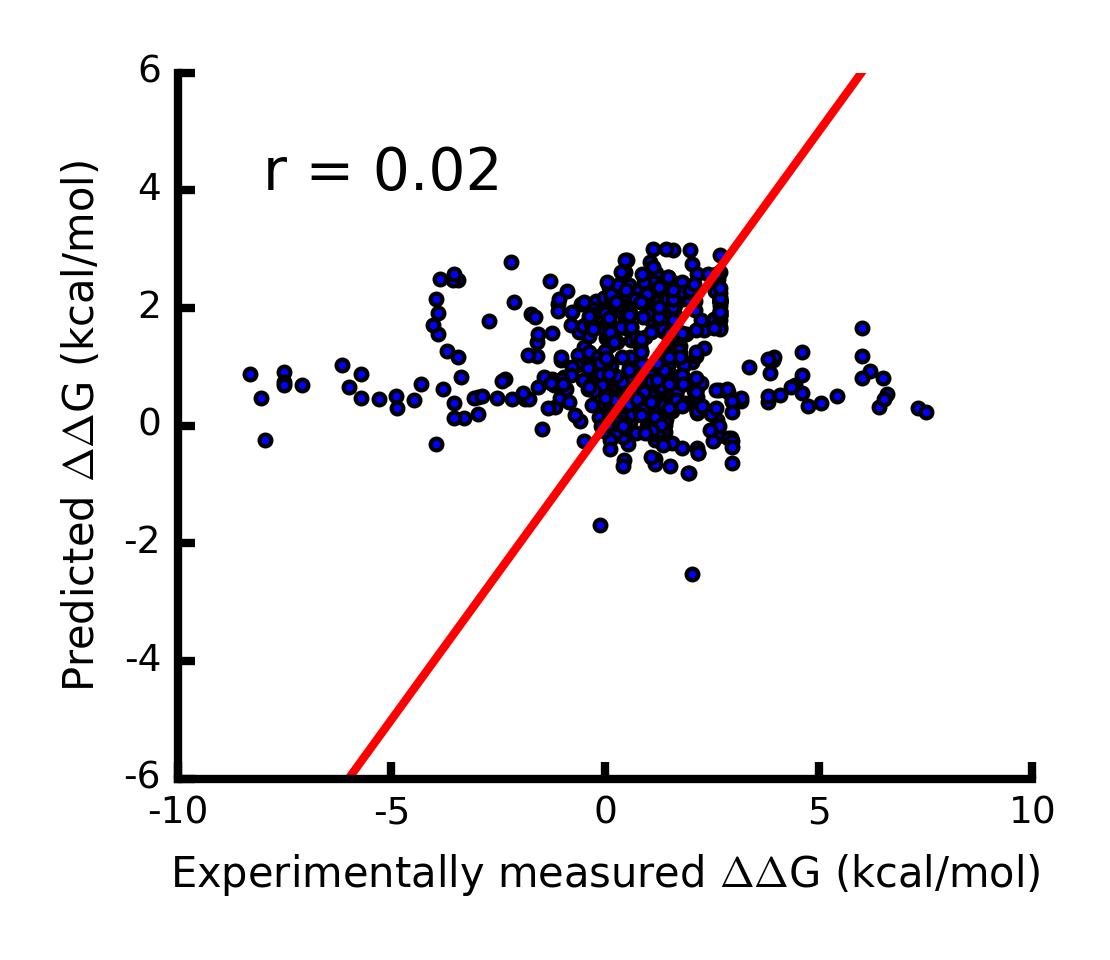 6
r = 0.02
4
2
0
-2
-4
-6
Predicted ΔΔG (kcal/mol)
-10 -5 0 5 10
Experimentally measured ΔΔG (kcal/mol)